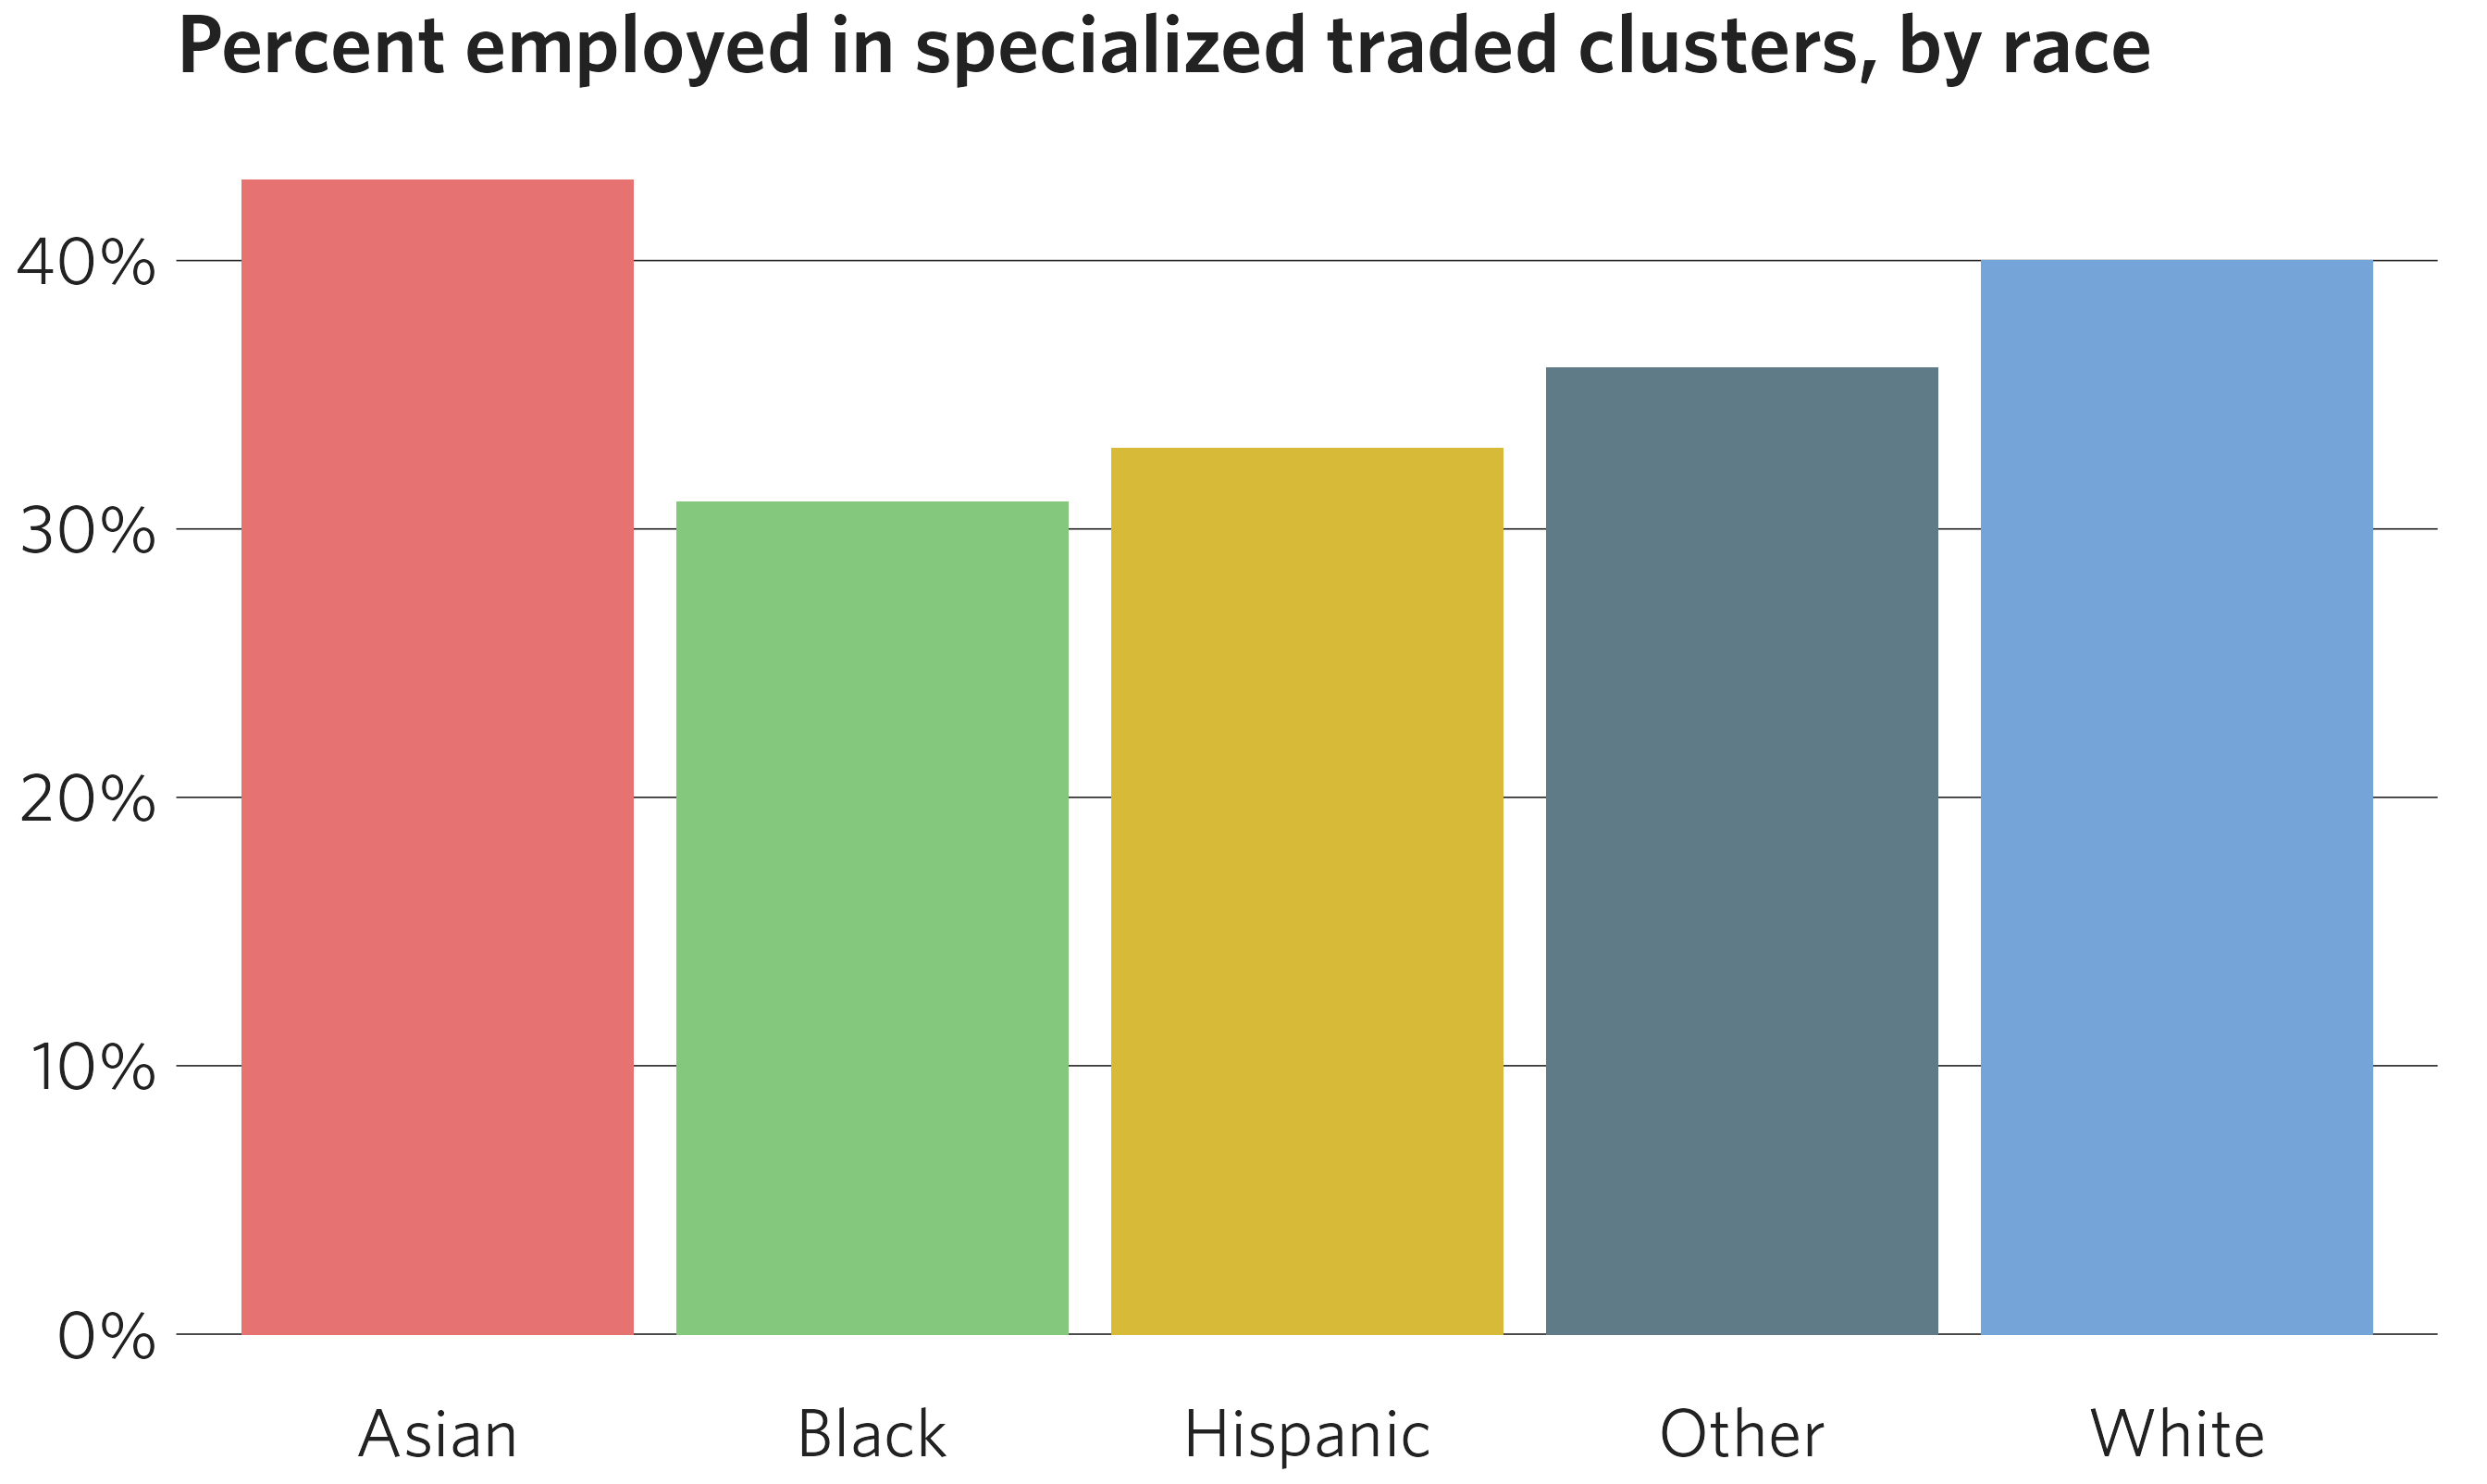 Percent employed in specialized traded clusters, by race
40%
30%
20%
10%
0%
Asian Black Hispanic Other White